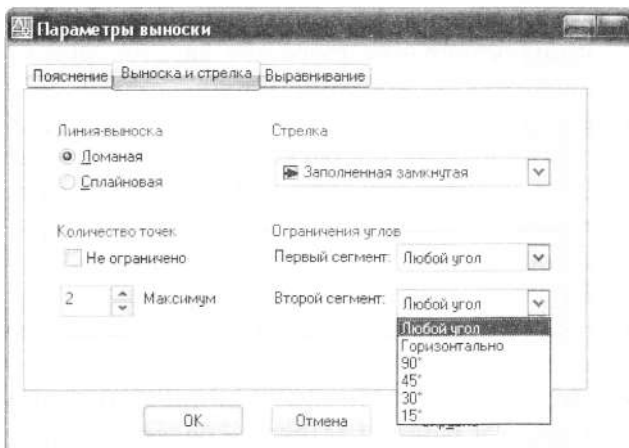 Параметры выноски
Пояснение Выноска и стрелка Выравнивание
Линия-выноска
Ломаная
Сплайновая
Стрелка
Заполненная замкнутая
Количество точек
Не ограничено
2 Максимум
Ограничения углов
Первый сегмент: Любой угол
Второй сегмент: Любой угол
Любой угол
Горизонтально
90°
45°
30°
15°
OK Отмена